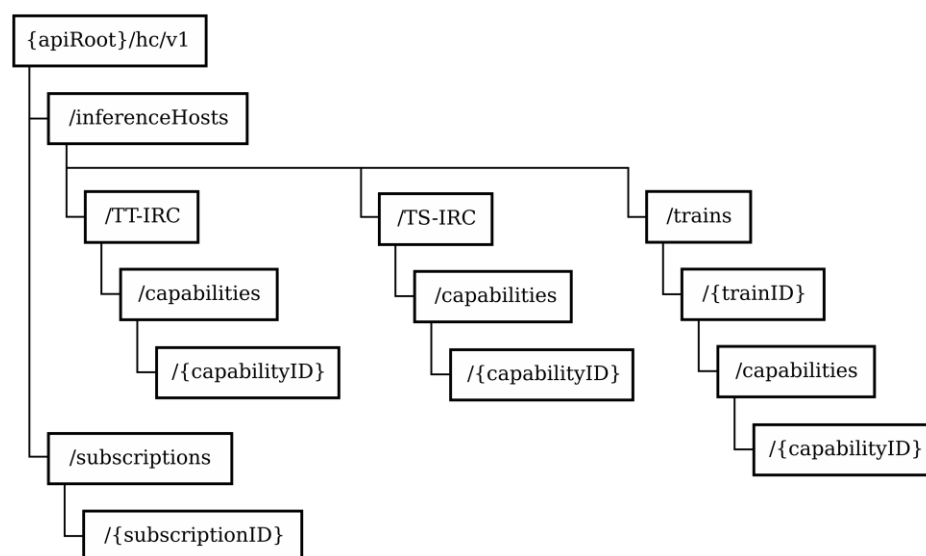 {apiRoot}/hc/v1
/inferenceHosts
/TT-IRC
/TS-IRC
/trains
/capabilities
/capabilities
/{trainID}
/{capabilityID}
/{capabilityID}
/capabilities
/{capabilityID}
/subscriptions
/{subscriptionID}